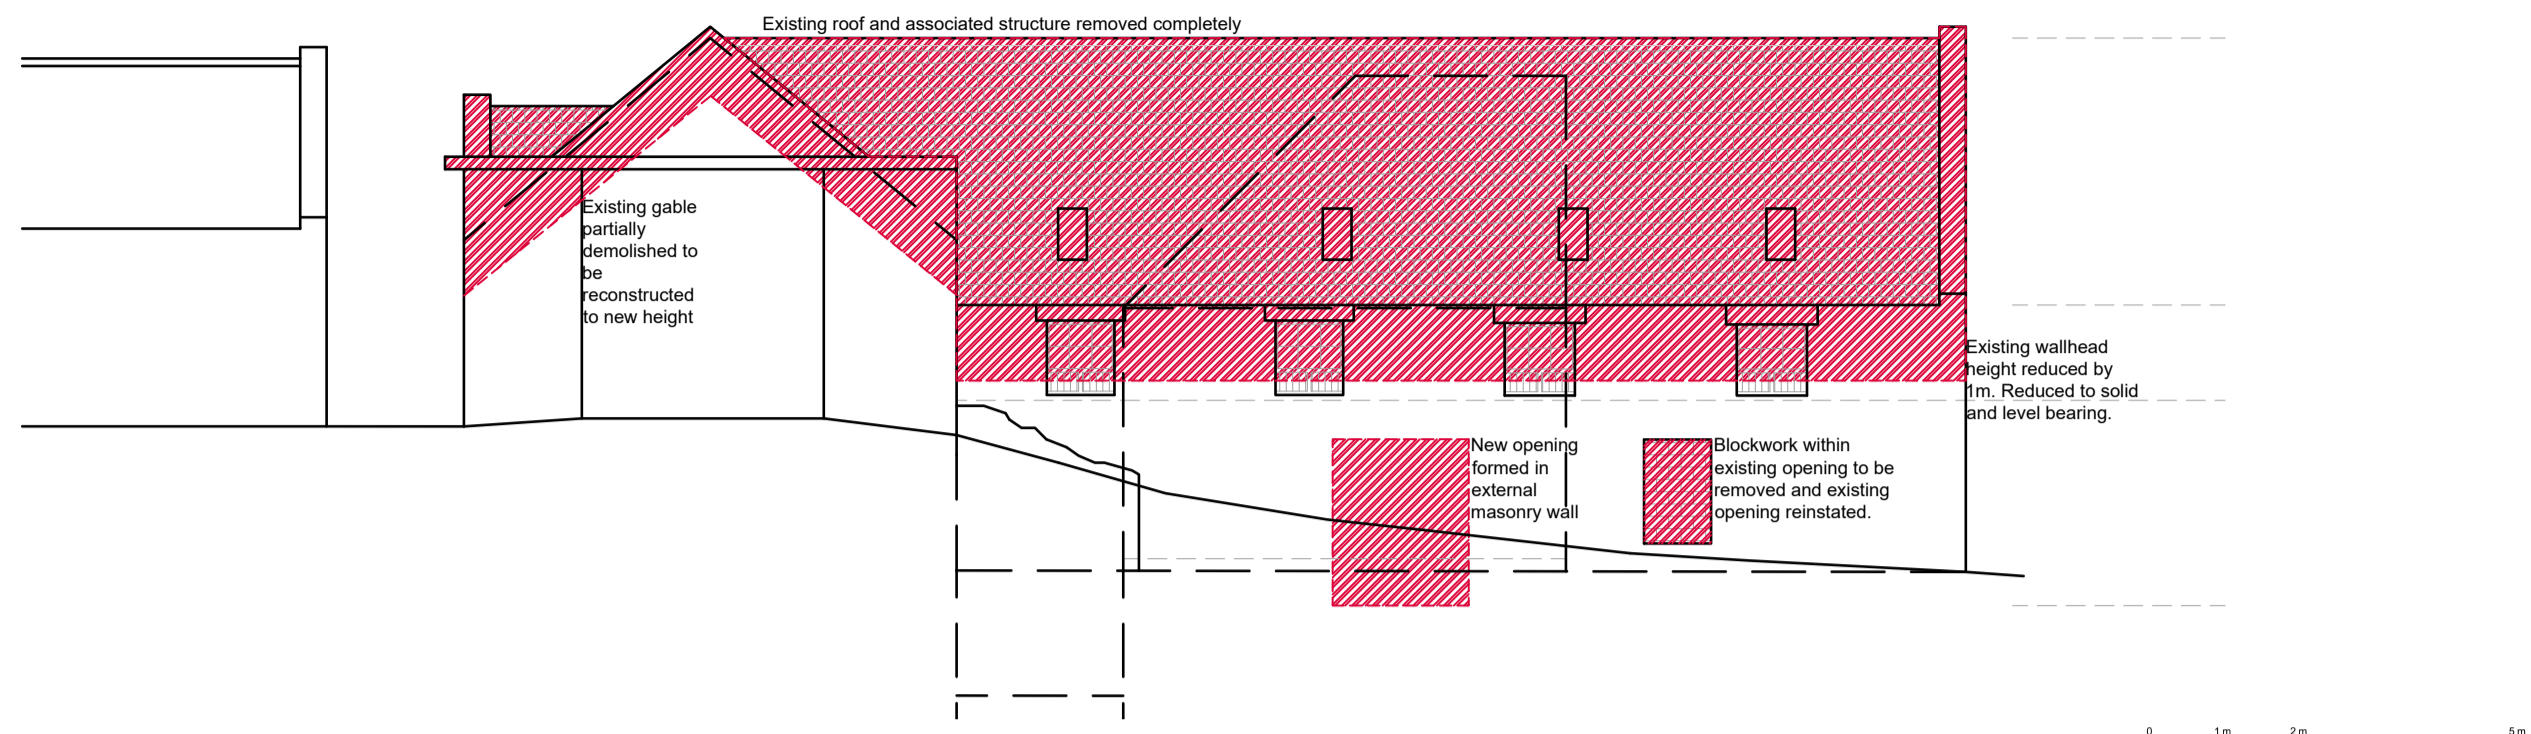 Existing roof and associated structure removed completely
Existing gable
partially
demolished to
be
reconstructed
to new height
Existing wallhead
height reduced by
1m. Reduced to solid
and level bearing.
New opening
formed in
external
masonry wall
Blockwork within
existing opening to be
removed and existing
opening reinstated.
0 1 m 2 m 5 m